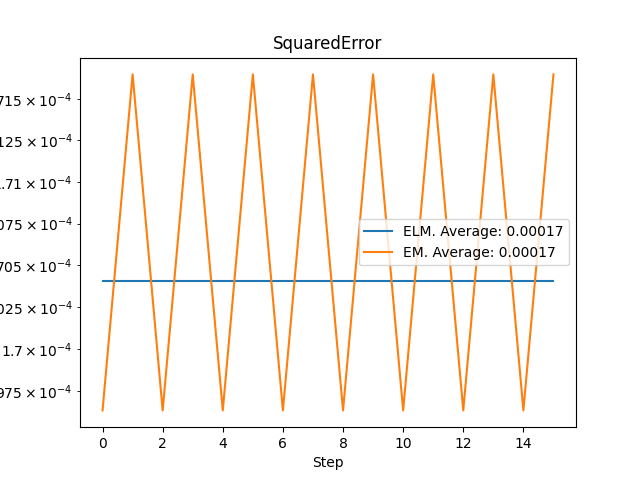 SquaredError
715 × 10⁻⁴
125 × 10⁻⁴
1.71 × 10⁻⁴
075 × 10⁻⁴
705 × 10⁻⁴
025 × 10⁻⁴
1.7 × 10⁻⁴
975 × 10⁻⁴
ELM. Average: 0.00017
EM. Average: 0.00017
0 2 4 6 8 10 12 14
Step